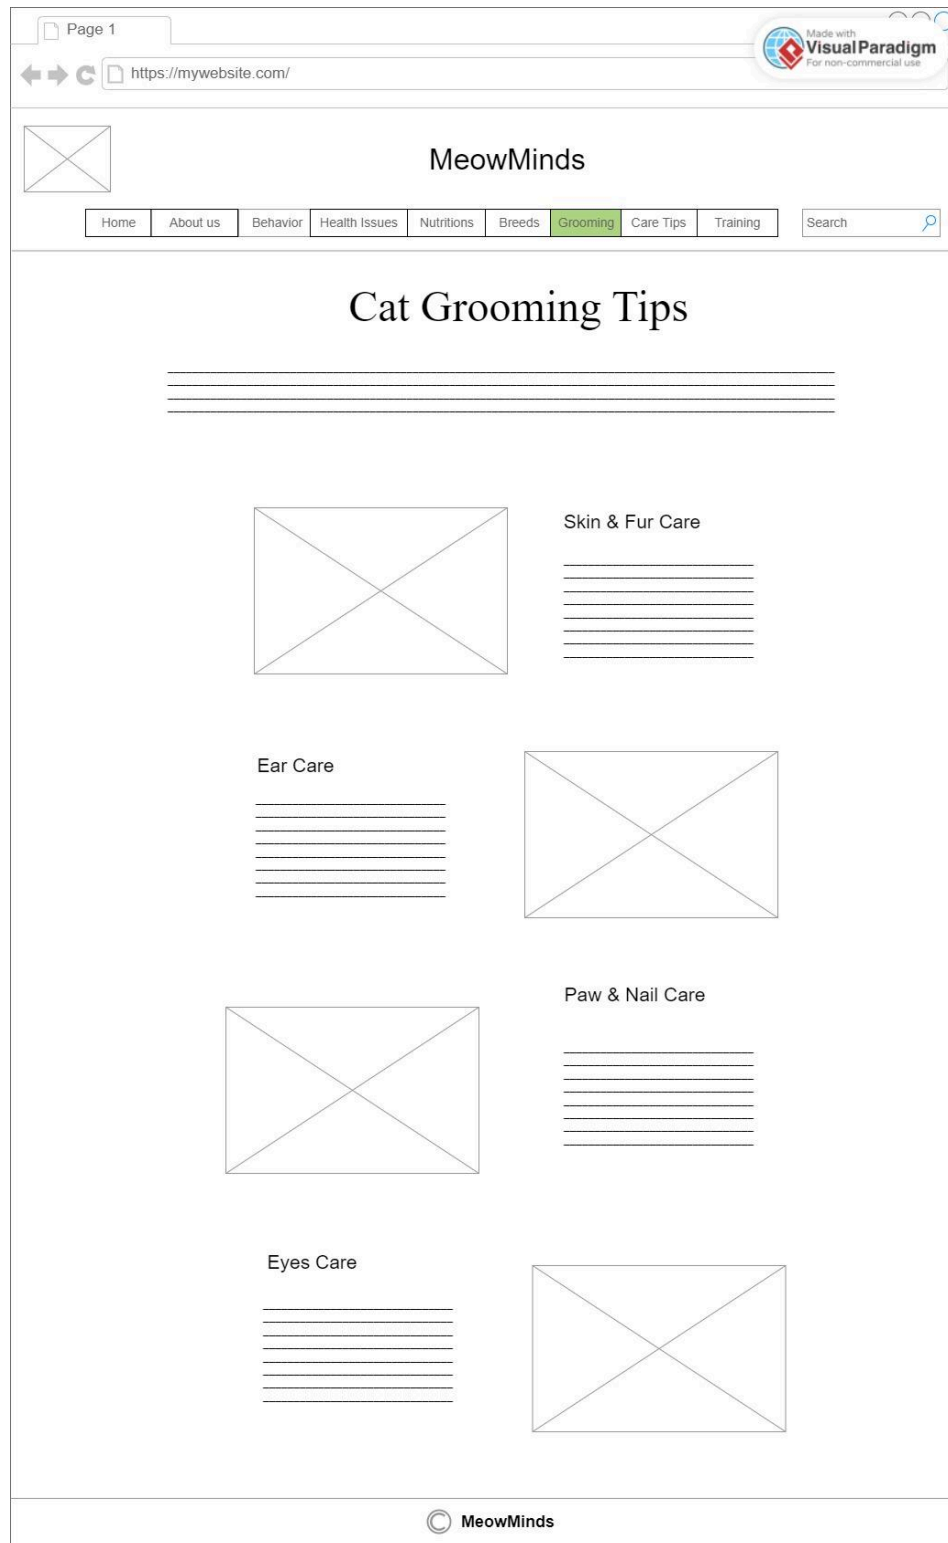 Page 1
Made with
Visual Paradigm
For non-commercial use
https://mywebsite.com/
MeowMinds
Home About us Behavior Health Issues Nutritions Breeds Grooming Care Tips Training Search
Cat Grooming Tips
Skin & Fur Care
Ear Care
Paw & Nail Care
Eyes Care
© MeowMinds